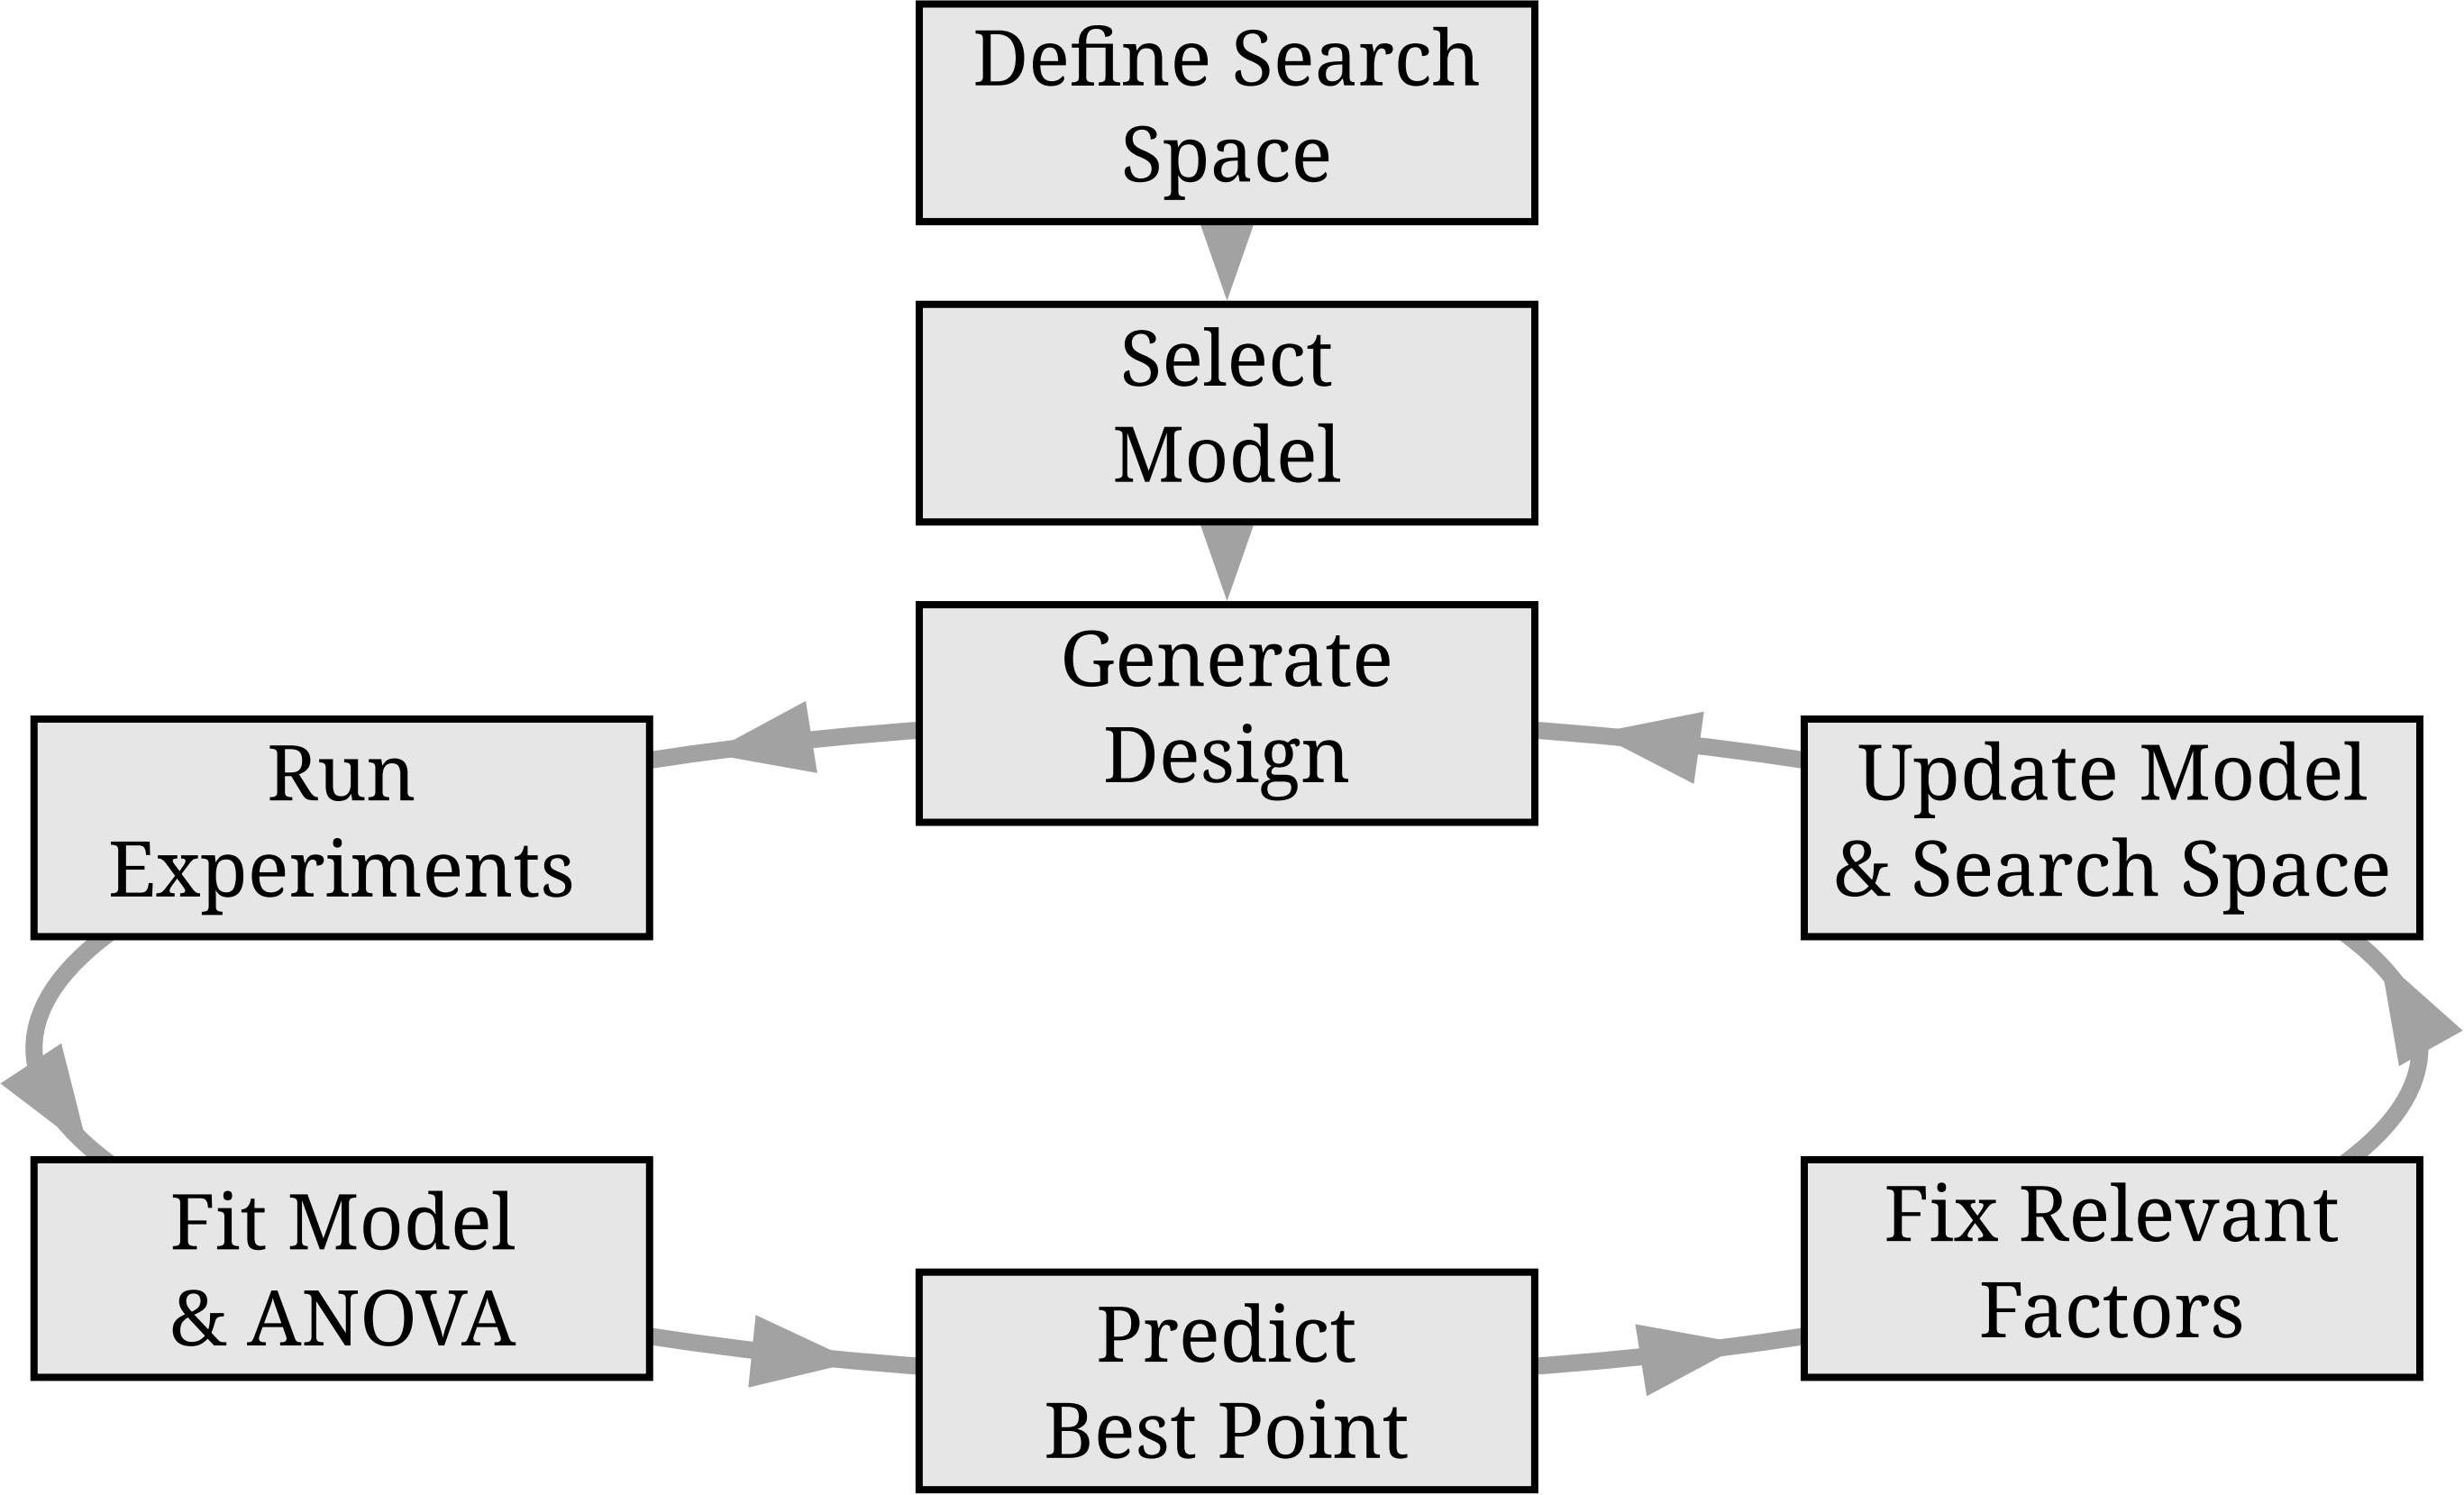 Define Search
Space
Select
Model
Generate
Design
Run
Experiments
Update Model
& Search Space
Fit Model
& ANOVA
Predict
Best Point
Fix Relevant
Factors